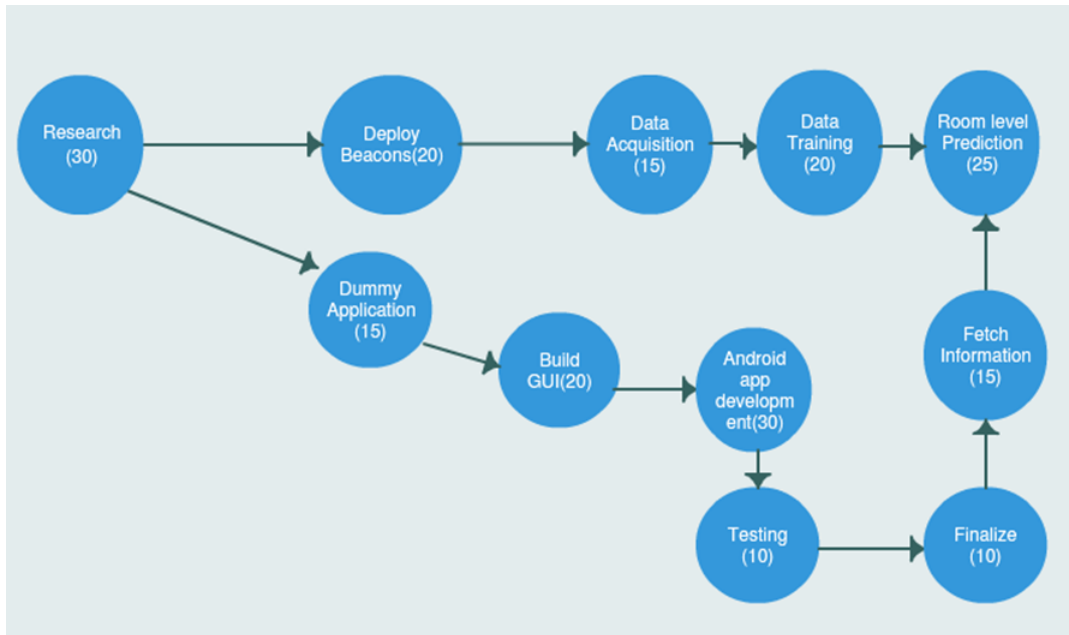 Research
(30)
Deploy
Beacons(20)
Data
Acquisition
(15)
Data
Training
(20)
Room level
Prediction
(25)
Dummy
Application
(15)
Build
GUI(20)
Android
app
developm
ent(30)
Fetch
Information
(15)
Testing
(10)
Finalize
(10)